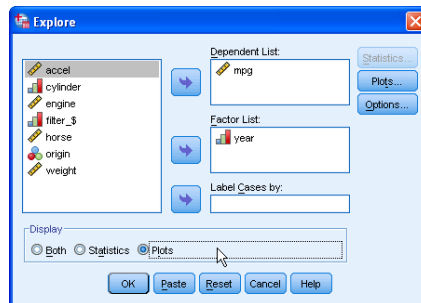 Explore
Dependent List:
accel
cylinder
engine
filter_$
horse
origin
weight
mpg
Statistics...
Plots...
Options...
Factor List:
year
Label Cases by:
Display
Both
Statistics
Plots
OK
Paste
Reset
Cancel
Help